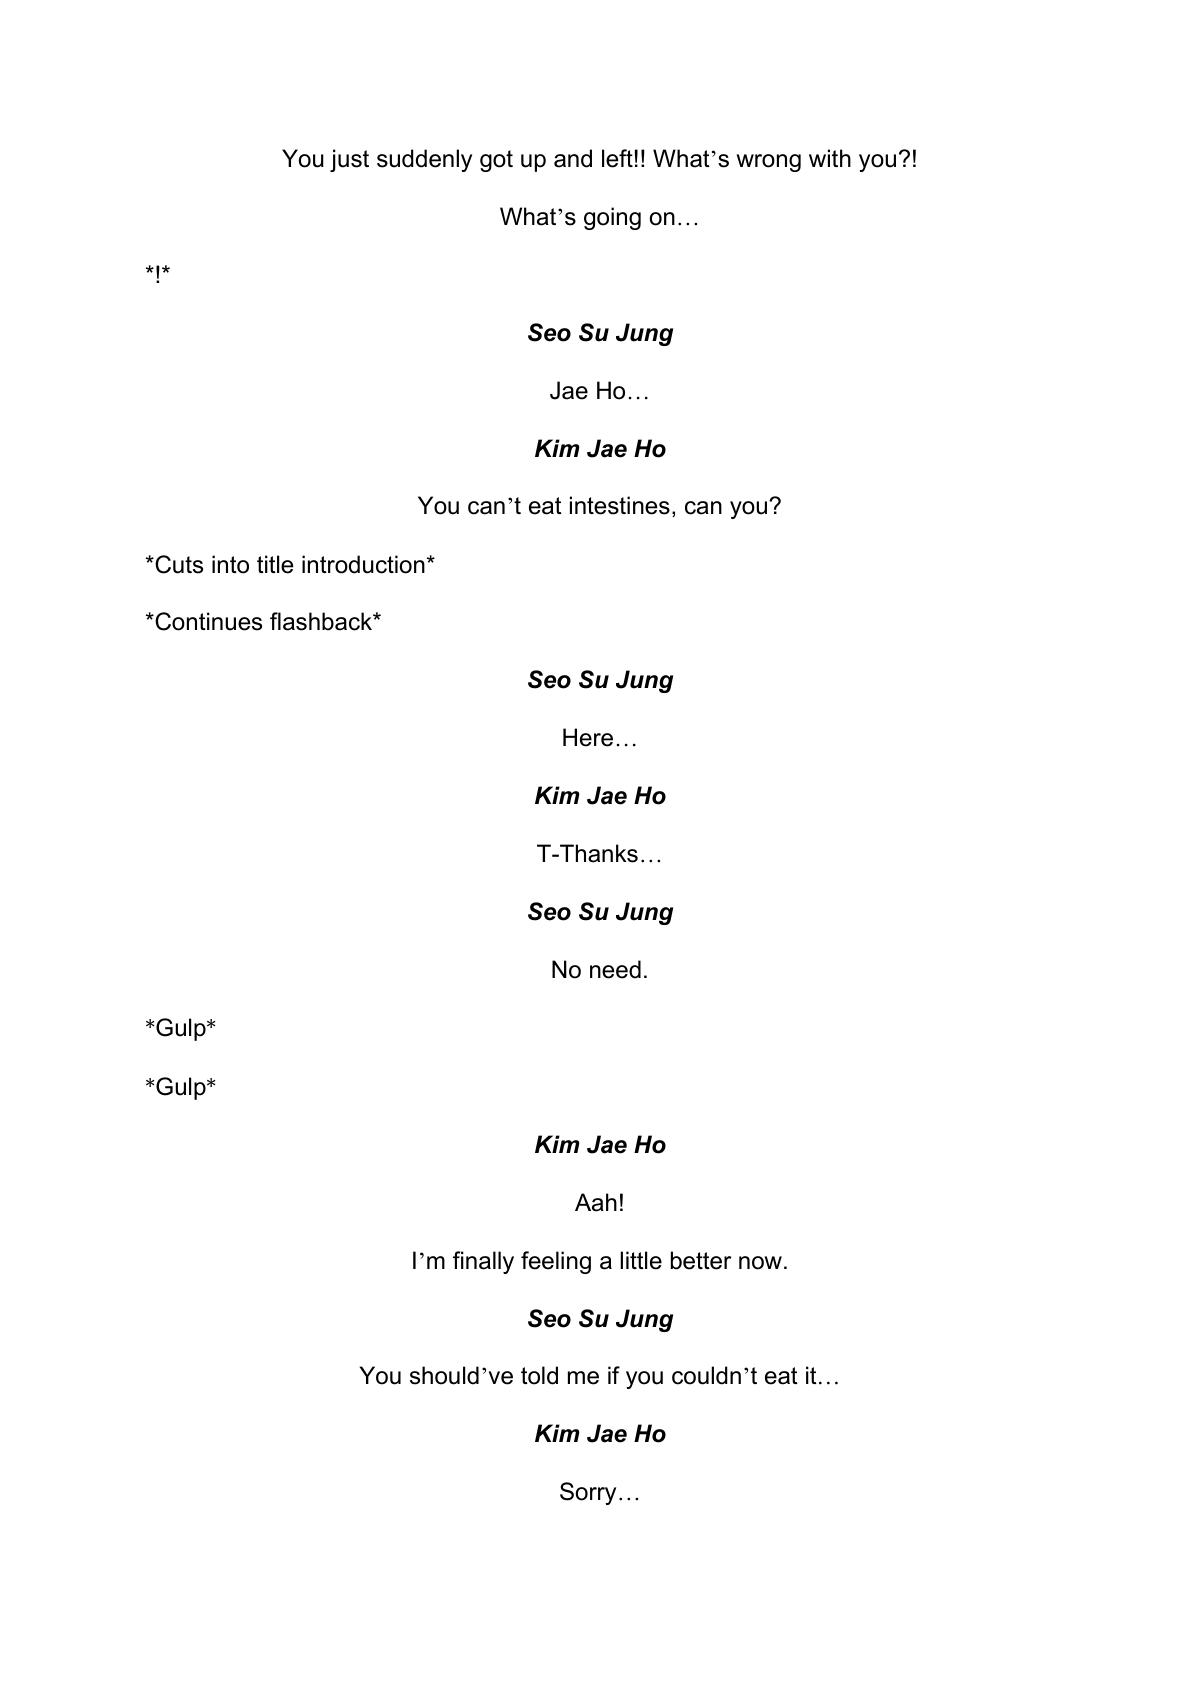 You just suddenly got up and left!! What’s wrong with you?!
What’s going on…
*!*
Seo Su Jung
Jae Ho…
Kim Jae Ho
You can’t eat intestines, can you?
*Cuts into title introduction*
*Continues flashback*
Seo Su Jung
Here…
Kim Jae Ho
T-Thanks…
Seo Su Jung
No need.
*Gulp*
*Gulp*
Kim Jae Ho
Aah!
I’m finally feeling a little better now.
Seo Su Jung
You should’ve told me if you couldn’t eat it…
Kim Jae Ho
Sorry…